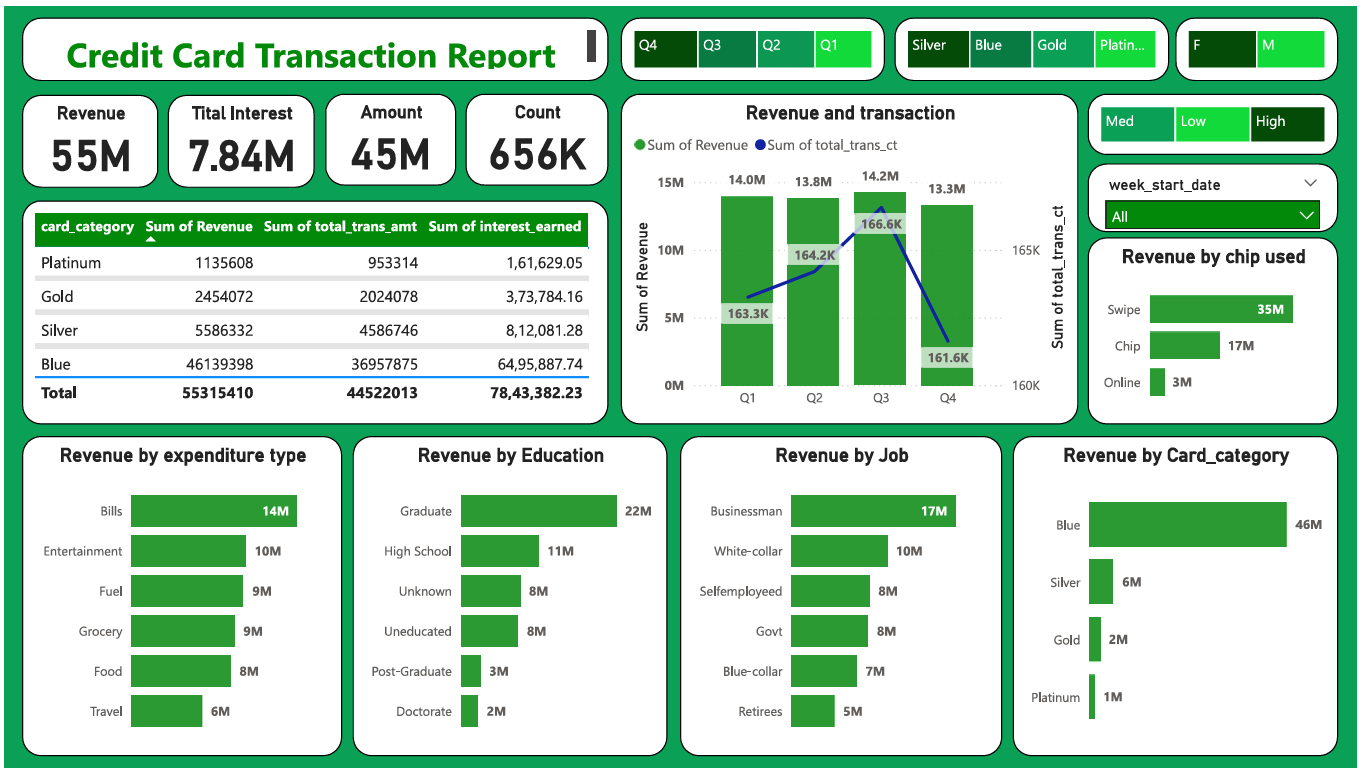 Credit Card Transaction Report
Q4 Q3 Q2 Q1
Silver Blue Gold Platin...
F M
Revenue
55M
Tital Interest
7.84M
Amount
45M
Count
656K
Revenue and transaction
Sum of Revenue Sum of total_trans_ct
15M
10M
5M
0M
Sum of Revenue
14.0M 13.8M 14.2M 13.3M
163.3K 164.2K 166.6K 161.6K
Q1 Q2 Q3 Q4
165K
160K
Sum of total_trans_ct
Med Low High
week_start_date
All
card_category Sum of Revenue Sum of total_trans_amt Sum of interest_earned
Platinum 1135608 953314 1,61,629.05
Gold 2454072 2024078 3,73,784.16
Silver 5586332 4586746 8,12,081.28
Blue 46139398 36957875 64,95,887.74
Total 55315410 44522013 78,43,382.23
Revenue by chip used
Swipe 35M
Chip 17M
Online 3M
Revenue by expenditure type
Bills 14M
Entertainment 10M
Fuel 9M
Grocery 9M
Food 8M
Travel 6M
Revenue by Education
Graduate 22M
High School 11M
Unknown 8M
Uneducated 8M
Post-Graduate 3M
Doctorate 2M
Revenue by Job
Businessman 17M
White-collar 10M
Selfemployeed 8M
Govt 8M
Blue-collar 7M
Retirees 5M
Revenue by Card_category
Blue 46M
Silver 6M
Gold 2M
Platinum 1M